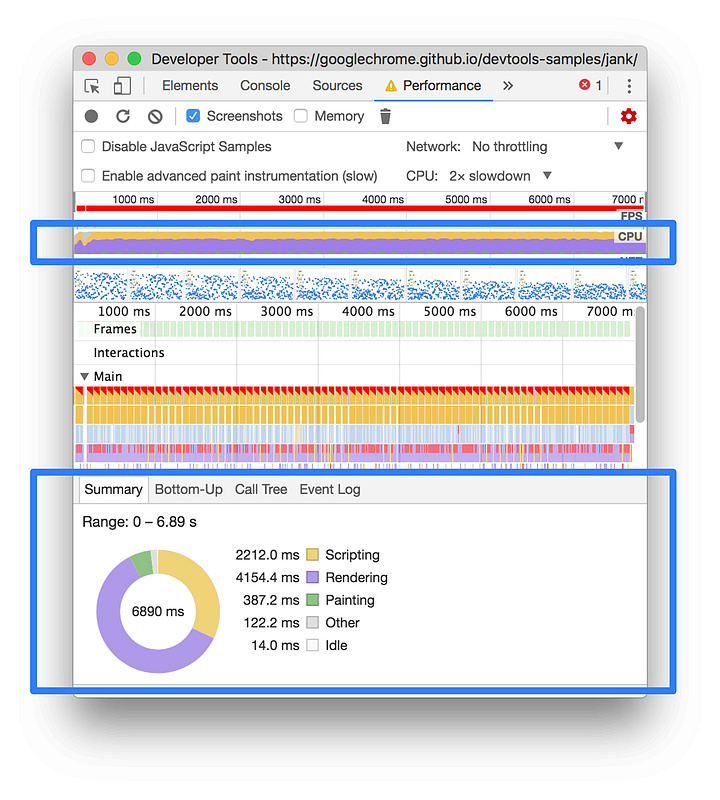 Developer Tools - https://googlechrome.github.io/devtools-samples/jank/
Elements Console Sources Performance » 1
Screenshots Memory
Disable JavaScript Samples Network: No throttling
Enable advanced paint instrumentation (slow) CPU: 2× slowdown
1000 ms 2000 ms 3000 ms 4000 ms 5000 ms 6000 ms 7000 r
FPS
CPU
1000 ms 2000 ms 3000 ms 4000 ms 5000 ms 6000 ms 7000 m
Frames
Interactions
Main
Summary Bottom-Up Call Tree Event Log
Range: 0 – 6.89 s
6890 ms
2212.0 ms Scripting
4154.4 ms Rendering
387.2 ms Painting
122.2 ms Other
14.0 ms Idle